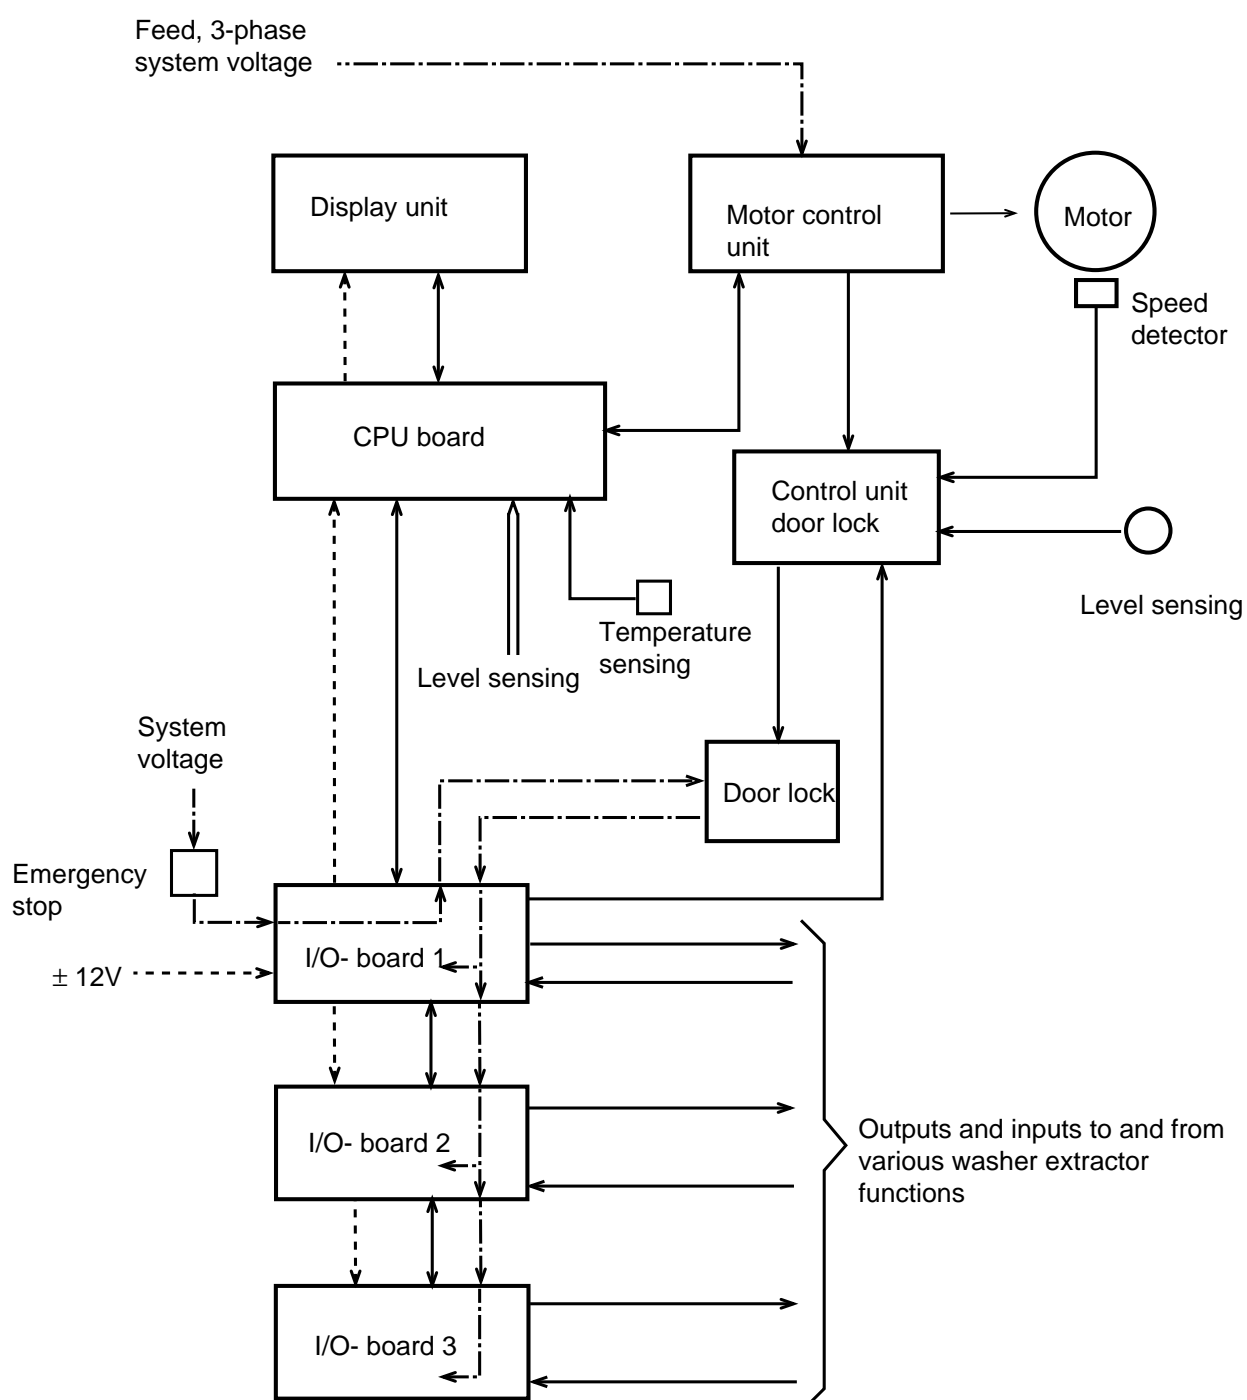 Feed, 3-phase
system voltage
Display unit
Motor control
unit
Motor
Speed
detector
CPU board
Control unit
door lock
Level sensing
Temperature
sensing
Level sensing
System
voltage
Door lock
Emergency
stop
I/O- board 1
± 12V
I/O- board 2
Outputs and inputs to and from
various washer extractor
functions
I/O- board 3